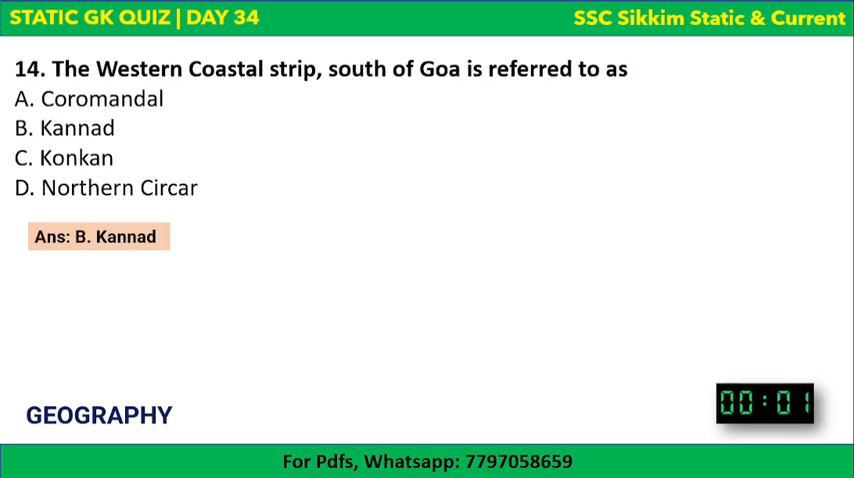 STATIC GK QUIZ | DAY 34
SSC Sikkim Static & Current
14. The Western Coastal strip, south of Goa is referred to as
A. Coromandal
B. Kannad
C. Konkan
D. Northern Circar
Ans: B. Kannad
GEOGRAPHY
00:01
For Pdfs, Whatsapp: 7797058659